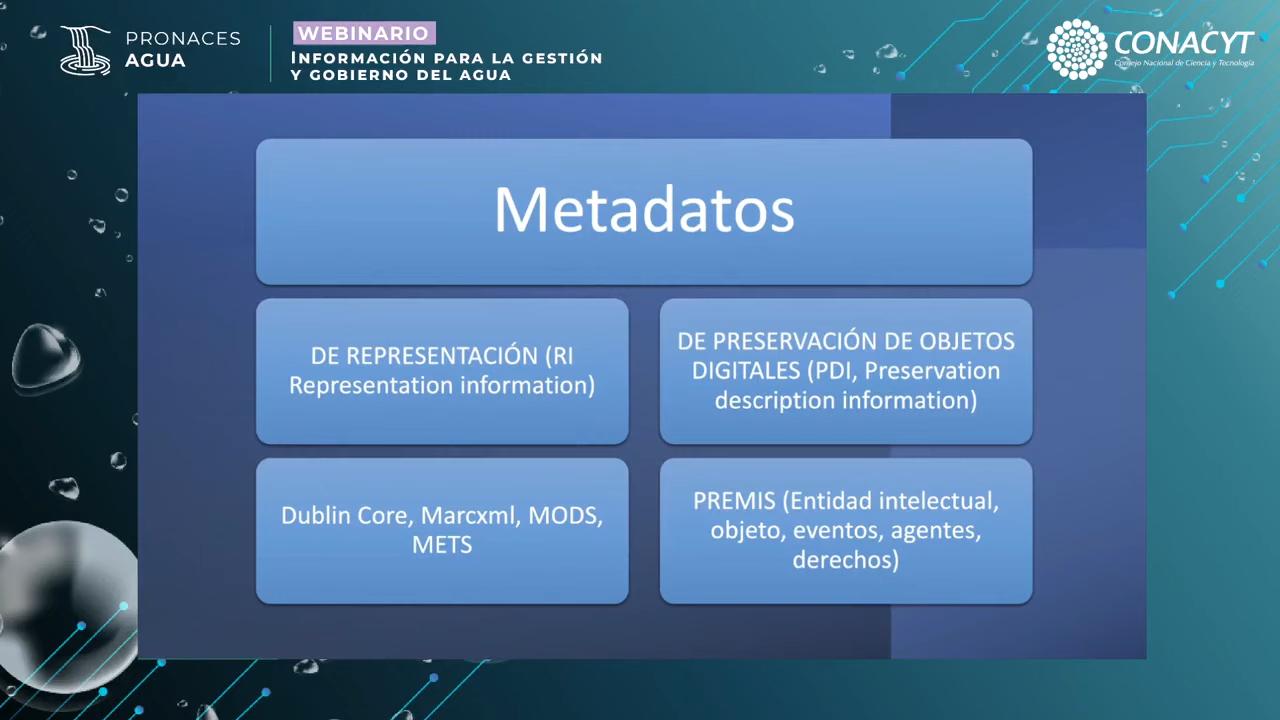 PRONACES
AGUA
WEBINARIO
INFORMACIÓN PARA LA GESTIÓN
Y GOBIERNO DEL AGUA
CONACYT
Consejo Nacional de Ciencia y Tecnología
Metadatos
DE REPRESENTACIÓN (RI
Representation information)
DE PRESERVACIÓN DE OBJETOS
DIGITALES (PDI, Preservation
description information)
Dublin Core, Marcxml, MODS,
METS
PREMIS (Entidad intelectual,
objeto, eventos, agentes,
derechos)